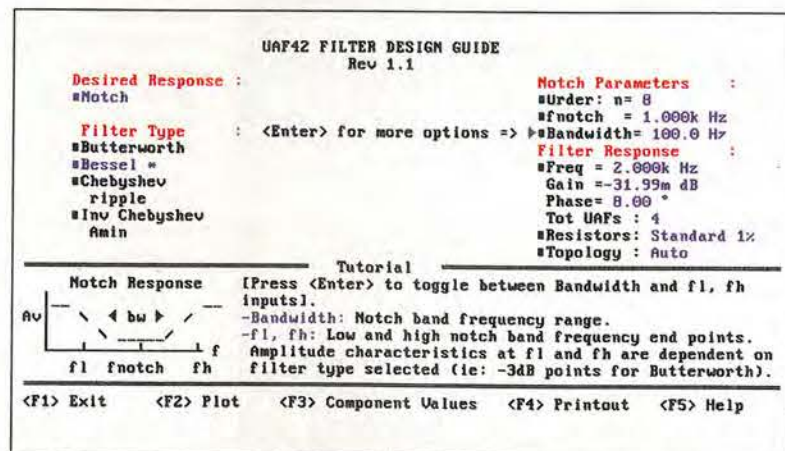 UAF42 FILTER DESIGN GUIDE
Rev 1.1
Desired Response :
■Notch
Filter Type : <Enter> for more options =>
■Butterworth
■Bessel *
■Chebyshev
ripple
■Inv Chebyshev
Amin
Notch Parameters :
■Order: n= 8
■fnotch = 1.000k Hz
▶■Bandwidth= 100.0 Hz
Filter Response :
■Freq = 2.000k Hz
Gain =-31.99m dB
Phase= 8.00 °
Tot UAFs : 4
■Resistors: Standard 1%
■Topology : Auto
Tutorial
Notch Response
Av
◀ bw ▶
f
fl fnotch fh
[Press <Enter> to toggle between Bandwidth and fl, fh
inputs].
-Bandwidth: Notch band frequency range.
-fl, fh: Low and high notch band frequency end points.
Amplitude characteristics at fl and fh are dependent on
filter type selected (ie: -3dB points for Butterworth).
<F1> Exit <F2> Plot <F3> Component Values <F4> Printout <F5> Help